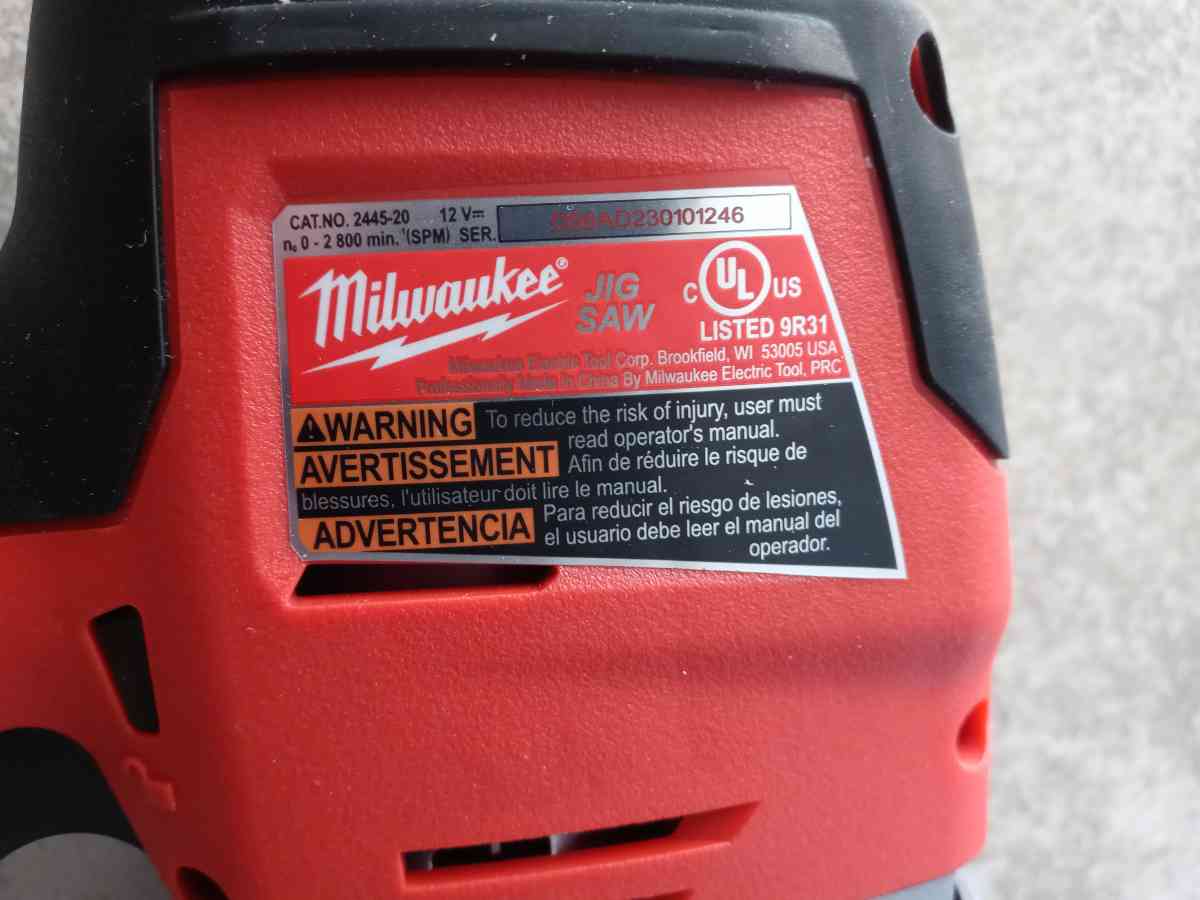 CAT.NO. 2445-20 12 V⎓
n₀ 0 - 2 800 min.⁻¹(SPM) SER. AD230101246
Milwaukee®
JIG
SAW
C UL US
LISTED 9R31
Milwaukee Electric Tool Corp. Brookfield, WI 53005 USA
Professionally Made In China By Milwaukee Electric Tool, PRC
⚠WARNING To reduce the risk of injury, user must
read operator's manual.
AVERTISSEMENT Afin de réduire le risque de
blessures, l'utilisateur doit lire le manual.
ADVERTENCIA Para reducir el riesgo de lesiones,
el usuario debe leer el manual del
operador.